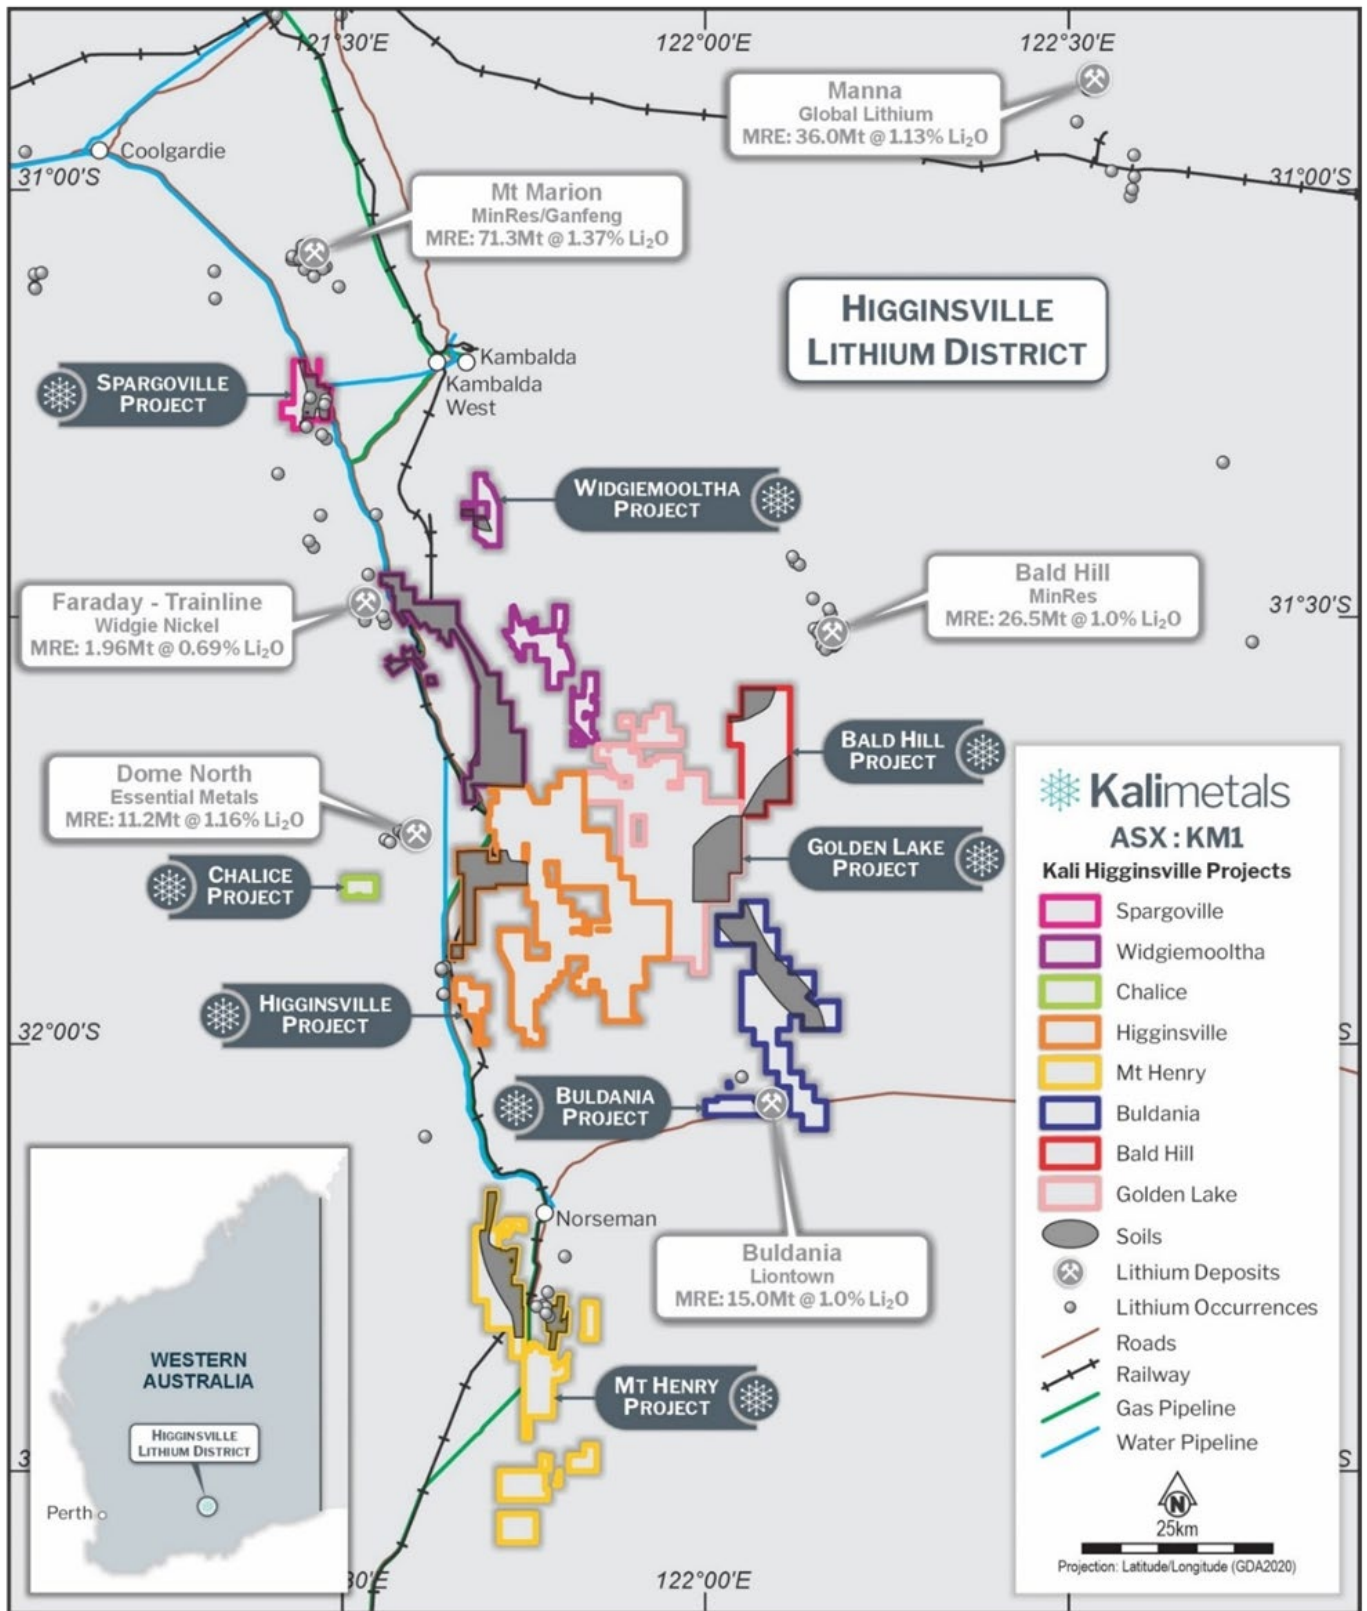 121°30'E
122°00'E
122°30'E
Manna
Global Lithium
MRE: 36.0Mt @ 1.13% Li₂O
Coolgardie
31°00'S
31°00'S
Mt Marion
MinRes/Ganfeng
MRE: 71.3Mt @ 1.37% Li₂O
HIGGINSVILLE
LITHIUM DISTRICT
Kambalda
Kambalda
West
SPARGOVILLE
PROJECT
WIDGIEMOOLTHA
PROJECT
Faraday - Trainline
Widgie Nickel
MRE: 1.96Mt @ 0.69% Li₂O
Bald Hill
MinRes
MRE: 26.5Mt @ 1.0% Li₂O
31°30'S
BALD HILL
PROJECT
Dome North
Essential Metals
MRE: 11.2Mt @ 1.16% Li₂O
GOLDEN LAKE
PROJECT
CHALICE
PROJECT
HIGGINSVILLE
PROJECT
32°00'S
S
BULDANIA
PROJECT
Norseman
Buldania
Liontown
MRE: 15.0Mt @ 1.0% Li₂O
MT HENRY
PROJECT
3
S
30'E
122°00'E
Kalimetals
ASX : KM1
Kali Higginsville Projects
Spargoville
Widgiemooltha
Chalice
Higginsville
Mt Henry
Buldania
Bald Hill
Golden Lake
Soils
Lithium Deposits
Lithium Occurrences
Roads
Railway
Gas Pipeline
Water Pipeline
N
25km
Projection: Latitude/Longitude (GDA2020)
WESTERN
AUSTRALIA
HIGGINSVILLE
LITHIUM DISTRICT
Perth